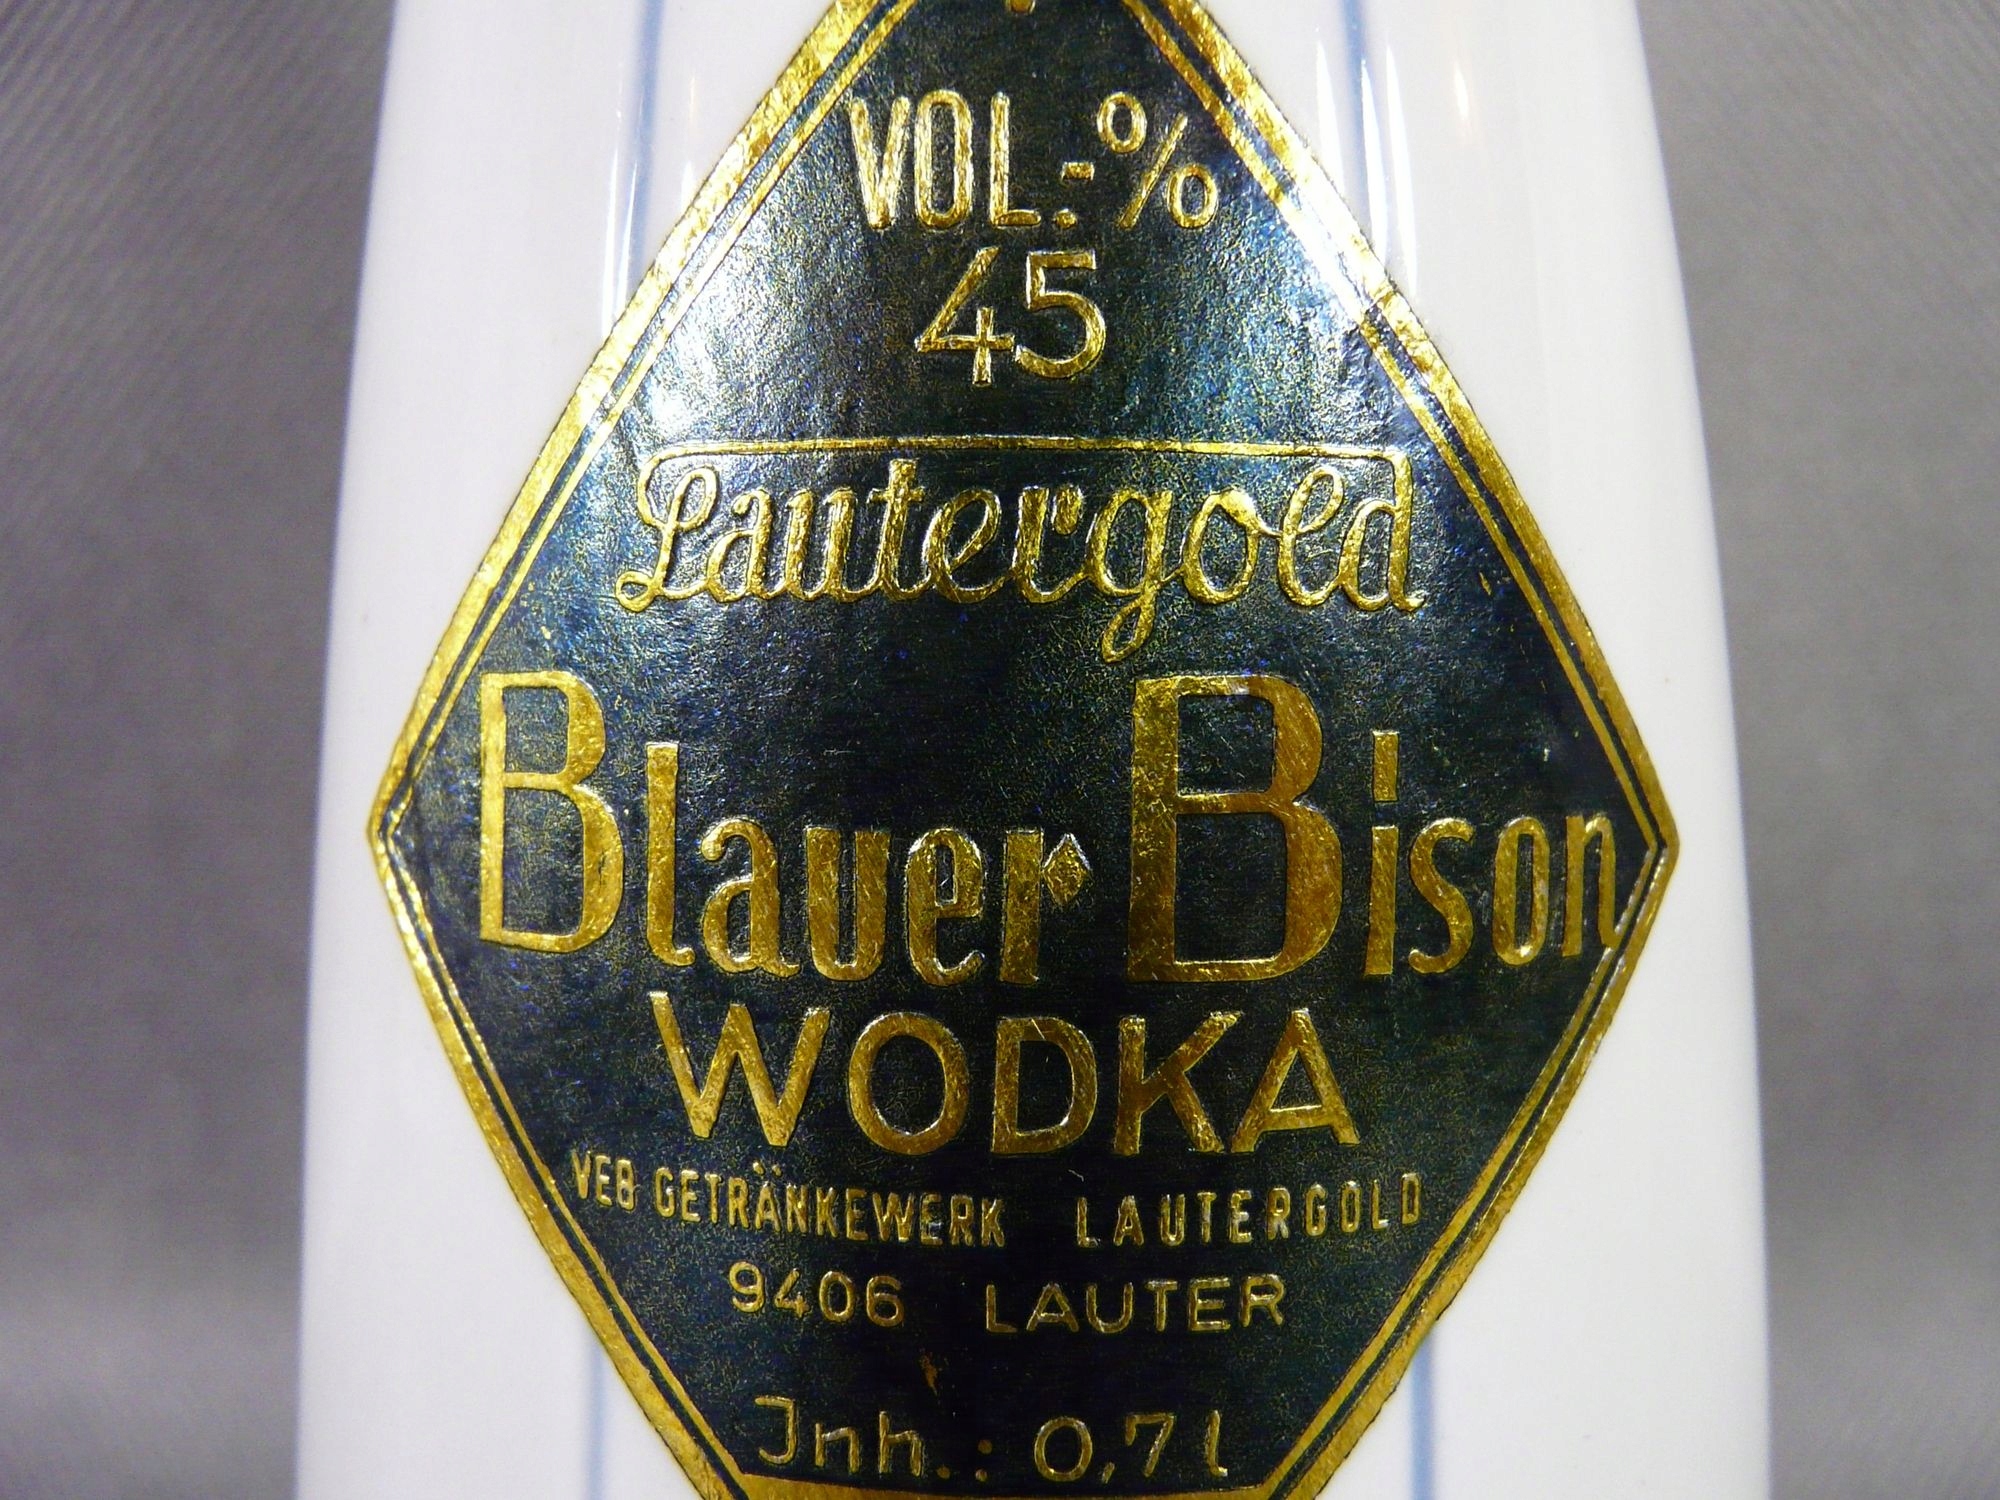 VOL.-%
45
Lautergold
Blauer Bison
WODKA
VEB GETRÄNKEWERK LAUTERGOLD
9406 LAUTER
Jnh.: 0,7 l